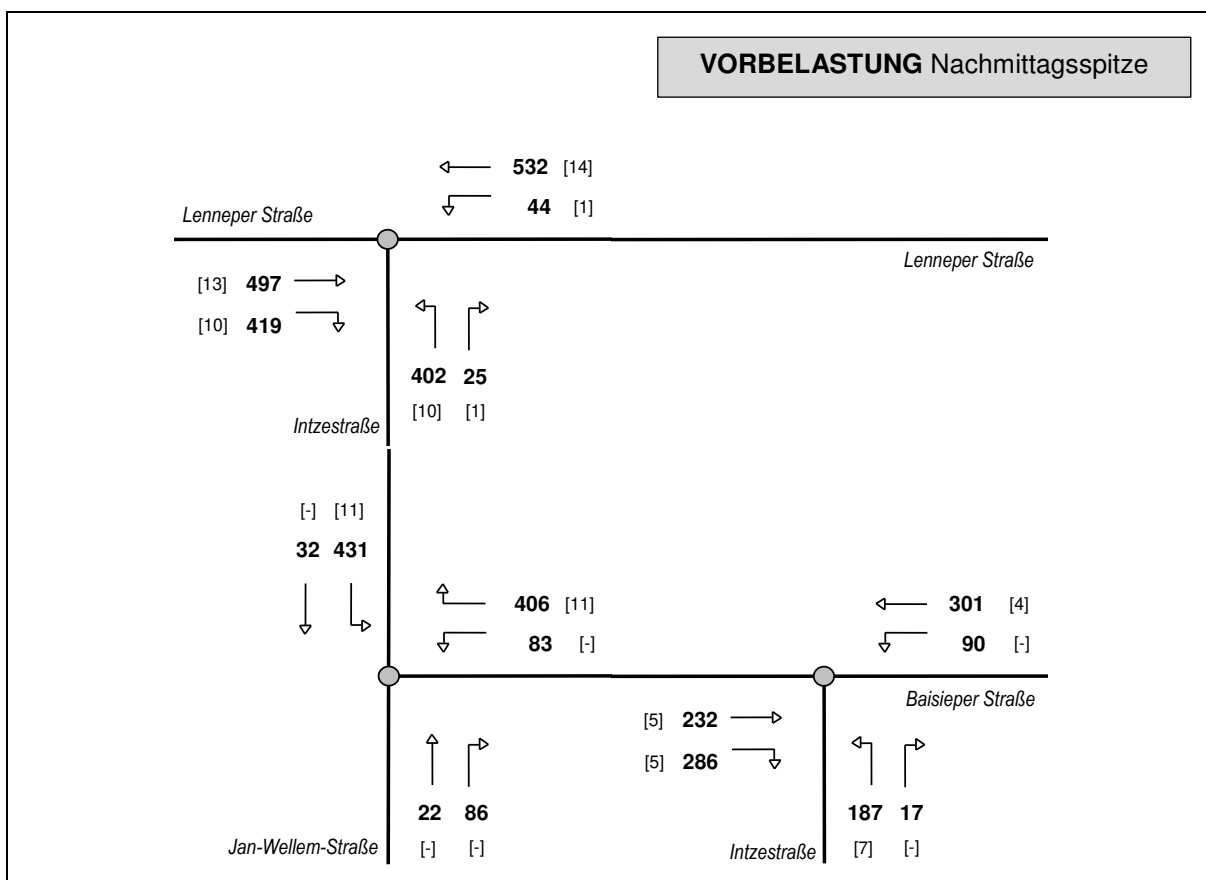 VORBELASTUNG Nachmittagsspitze
532 [14]
44 [1]
Lenneper Straße
Lenneper Straße
[13] 497
[10] 419
402 25
[10] [1]
Intzestraße
[-] [11]
32 431
406 [11]
83 [-]
301 [4]
90 [-]
Baisieper Straße
[5] 232
[5] 286
22 86
[-] [-]
Jan-Wellem-Straße
187 17
[7] [-]
Intzestraße